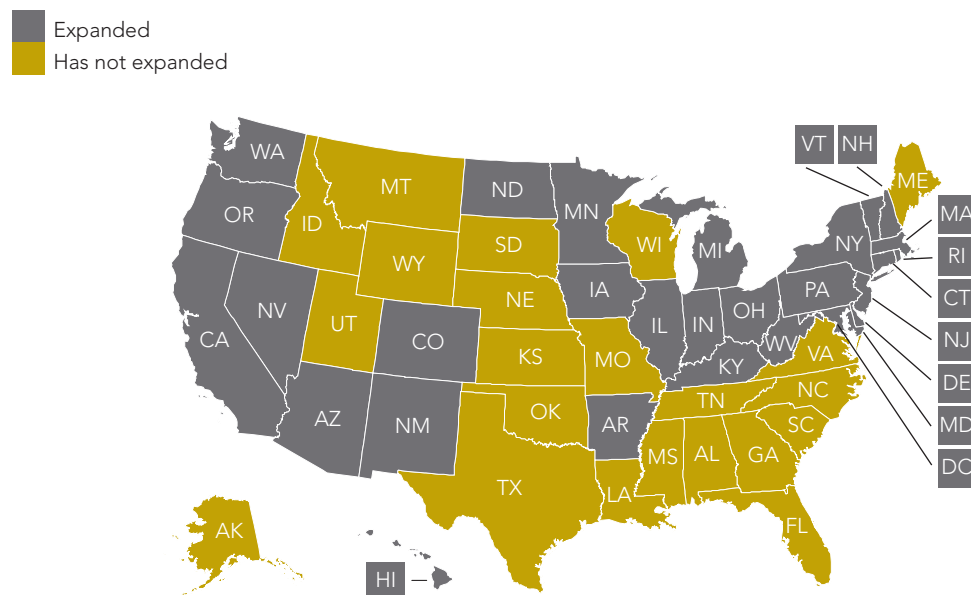 Expanded
Has not expanded
VT NH
WA
ME
MT
ND
MN
OR
ID
SD
WI
MI
NY
MA
RI
WY
NE
IA
PA
CT
NV
UT
CO
IL
IN
OH
NJ
CA
KS
MO
KY
WV
VA
DE
AZ
NM
OK
AR
TN
NC
MD
SC
MS
AL
GA
DC
TX
LA
FL
AK
HI